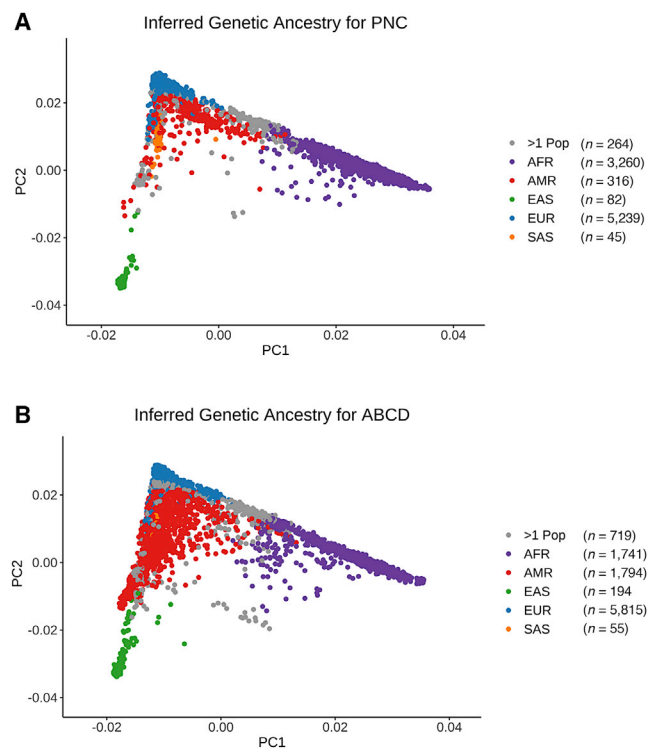 A
Inferred Genetic Ancestry for PNC
PC2
0.02
0.00
-0.02
-0.04
-0.02
0.00
0.02
0.04
PC1
>1 Pop (n = 264)
AFR (n = 3,260)
AMR (n = 316)
EAS (n = 82)
EUR (n = 5,239)
SAS (n = 45)
B
Inferred Genetic Ancestry for ABCD
PC2
0.02
0.00
-0.02
-0.04
-0.02
0.00
0.02
0.04
PC1
>1 Pop (n = 719)
AFR (n = 1,741)
AMR (n = 1,794)
EAS (n = 194
EUR (n = 5,815)
SAS (n = 55)